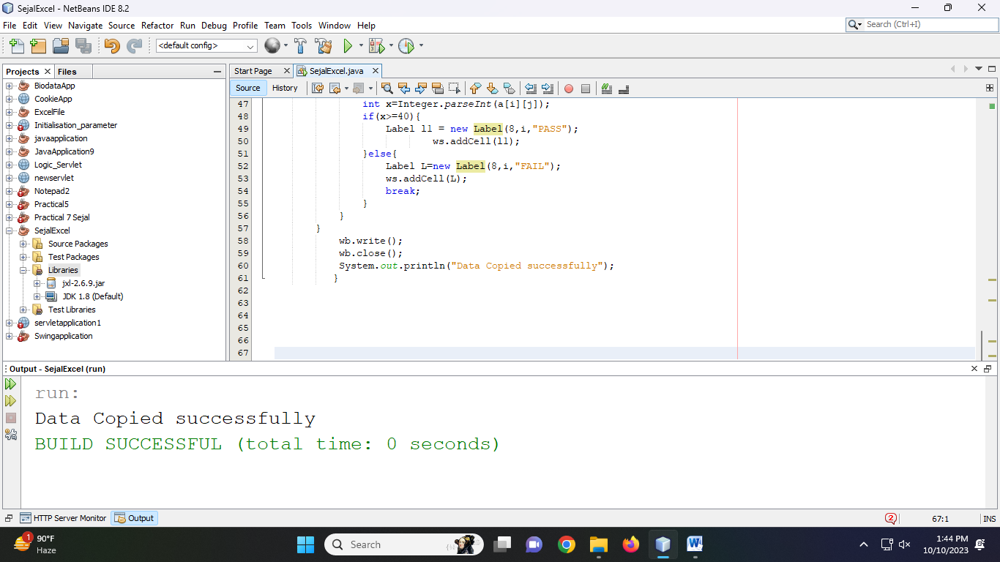 SejalExcel - NetBeans IDE 8.2
File Edit View Navigate Source Refactor Run Debug Profile Team Tools Window Help
Search (Ctrl+I)
<default config>
Projects Files
BiodataApp
CookieApp
ExcelFile
Initialisation_parameter
javaapplication
JavaApplication9
Logic_Servlet
newservlet
Notepad2
Practical5
Practical 7 Sejal
SejalExcel
Source Packages
Test Packages
Libraries
jxl-2.6.9.jar
JDK 1.8 (Default)
Test Libraries
servletapplication1
Swingapplication
Start Page SejalExcel.java
Source History
47 int x=Integer.parseInt(a[i][j]);
48 if(x>=40){
49 Label l1 = new Label(8,i,"PASS");
50 ws.addCell(l1);
51 }else{
52 Label L=new Label(8,i,"FAIL");
53 ws.addCell(L);
54 break;
55 }
56 }
57 }
58 wb.write();
59 wb.close();
60 System.out.println("Data Copied successfully");
61 }
62
63
64
65
66
67
Output - SejalExcel (run)
run:
Data Copied successfully
BUILD SUCCESSFUL (total time: 0 seconds)
HTTP Server Monitor Output
2 67:1 INS
1 90°F
Haze
Search
1:44 PM
10/10/2023